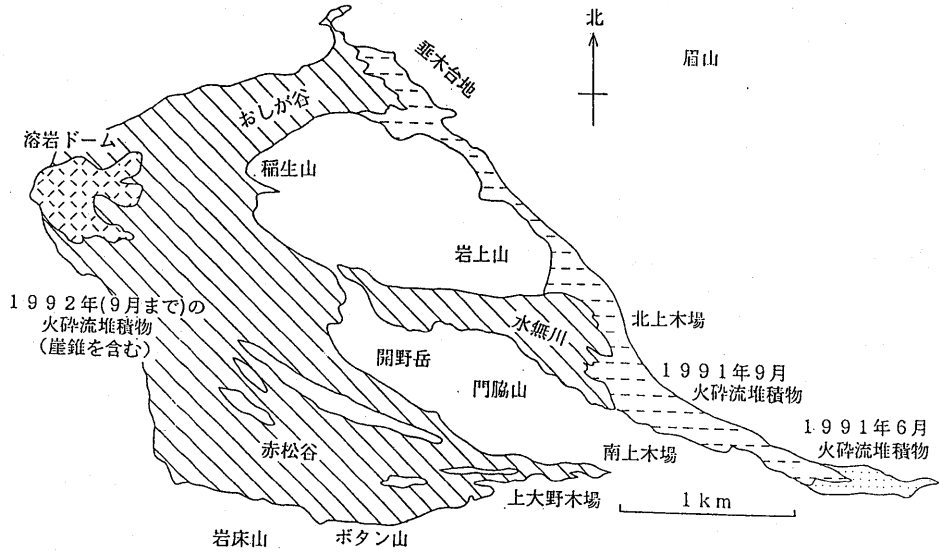 北
眉山
垂木台地
おしが谷
溶岩ドーム
稲生山
岩上山
1992年(9月まで)の
火砕流堆積物
(崖錐を含む)
北上木場
水無川
開野岳
1991年9月
火砕流堆積物
門脇山
1991年6月
火砕流堆積物
赤松谷
南上木場
上大野木場
1km
岩床山
ボタン山